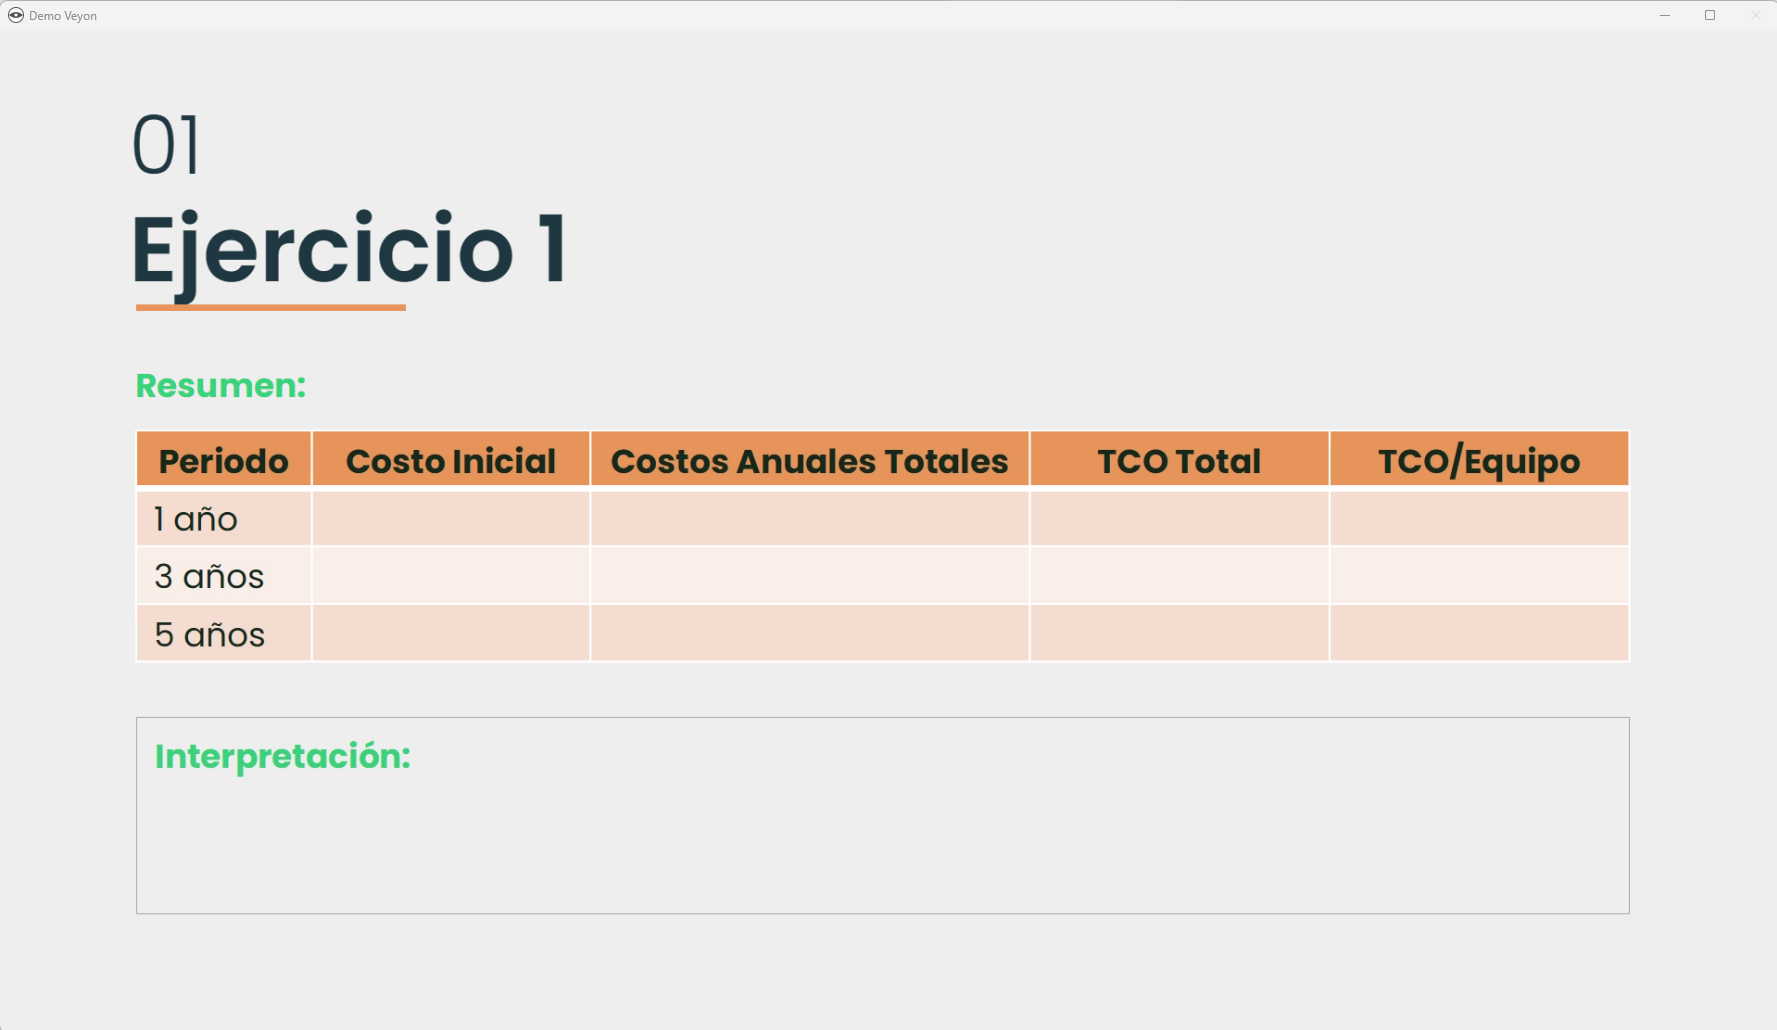 Demo Veyon
01
Ejercicio 1
Resumen:
Periodo Costo Inicial Costos Anuales Totales TCO Total TCO/Equipo
1 año
3 años
5 años
Interpretación: